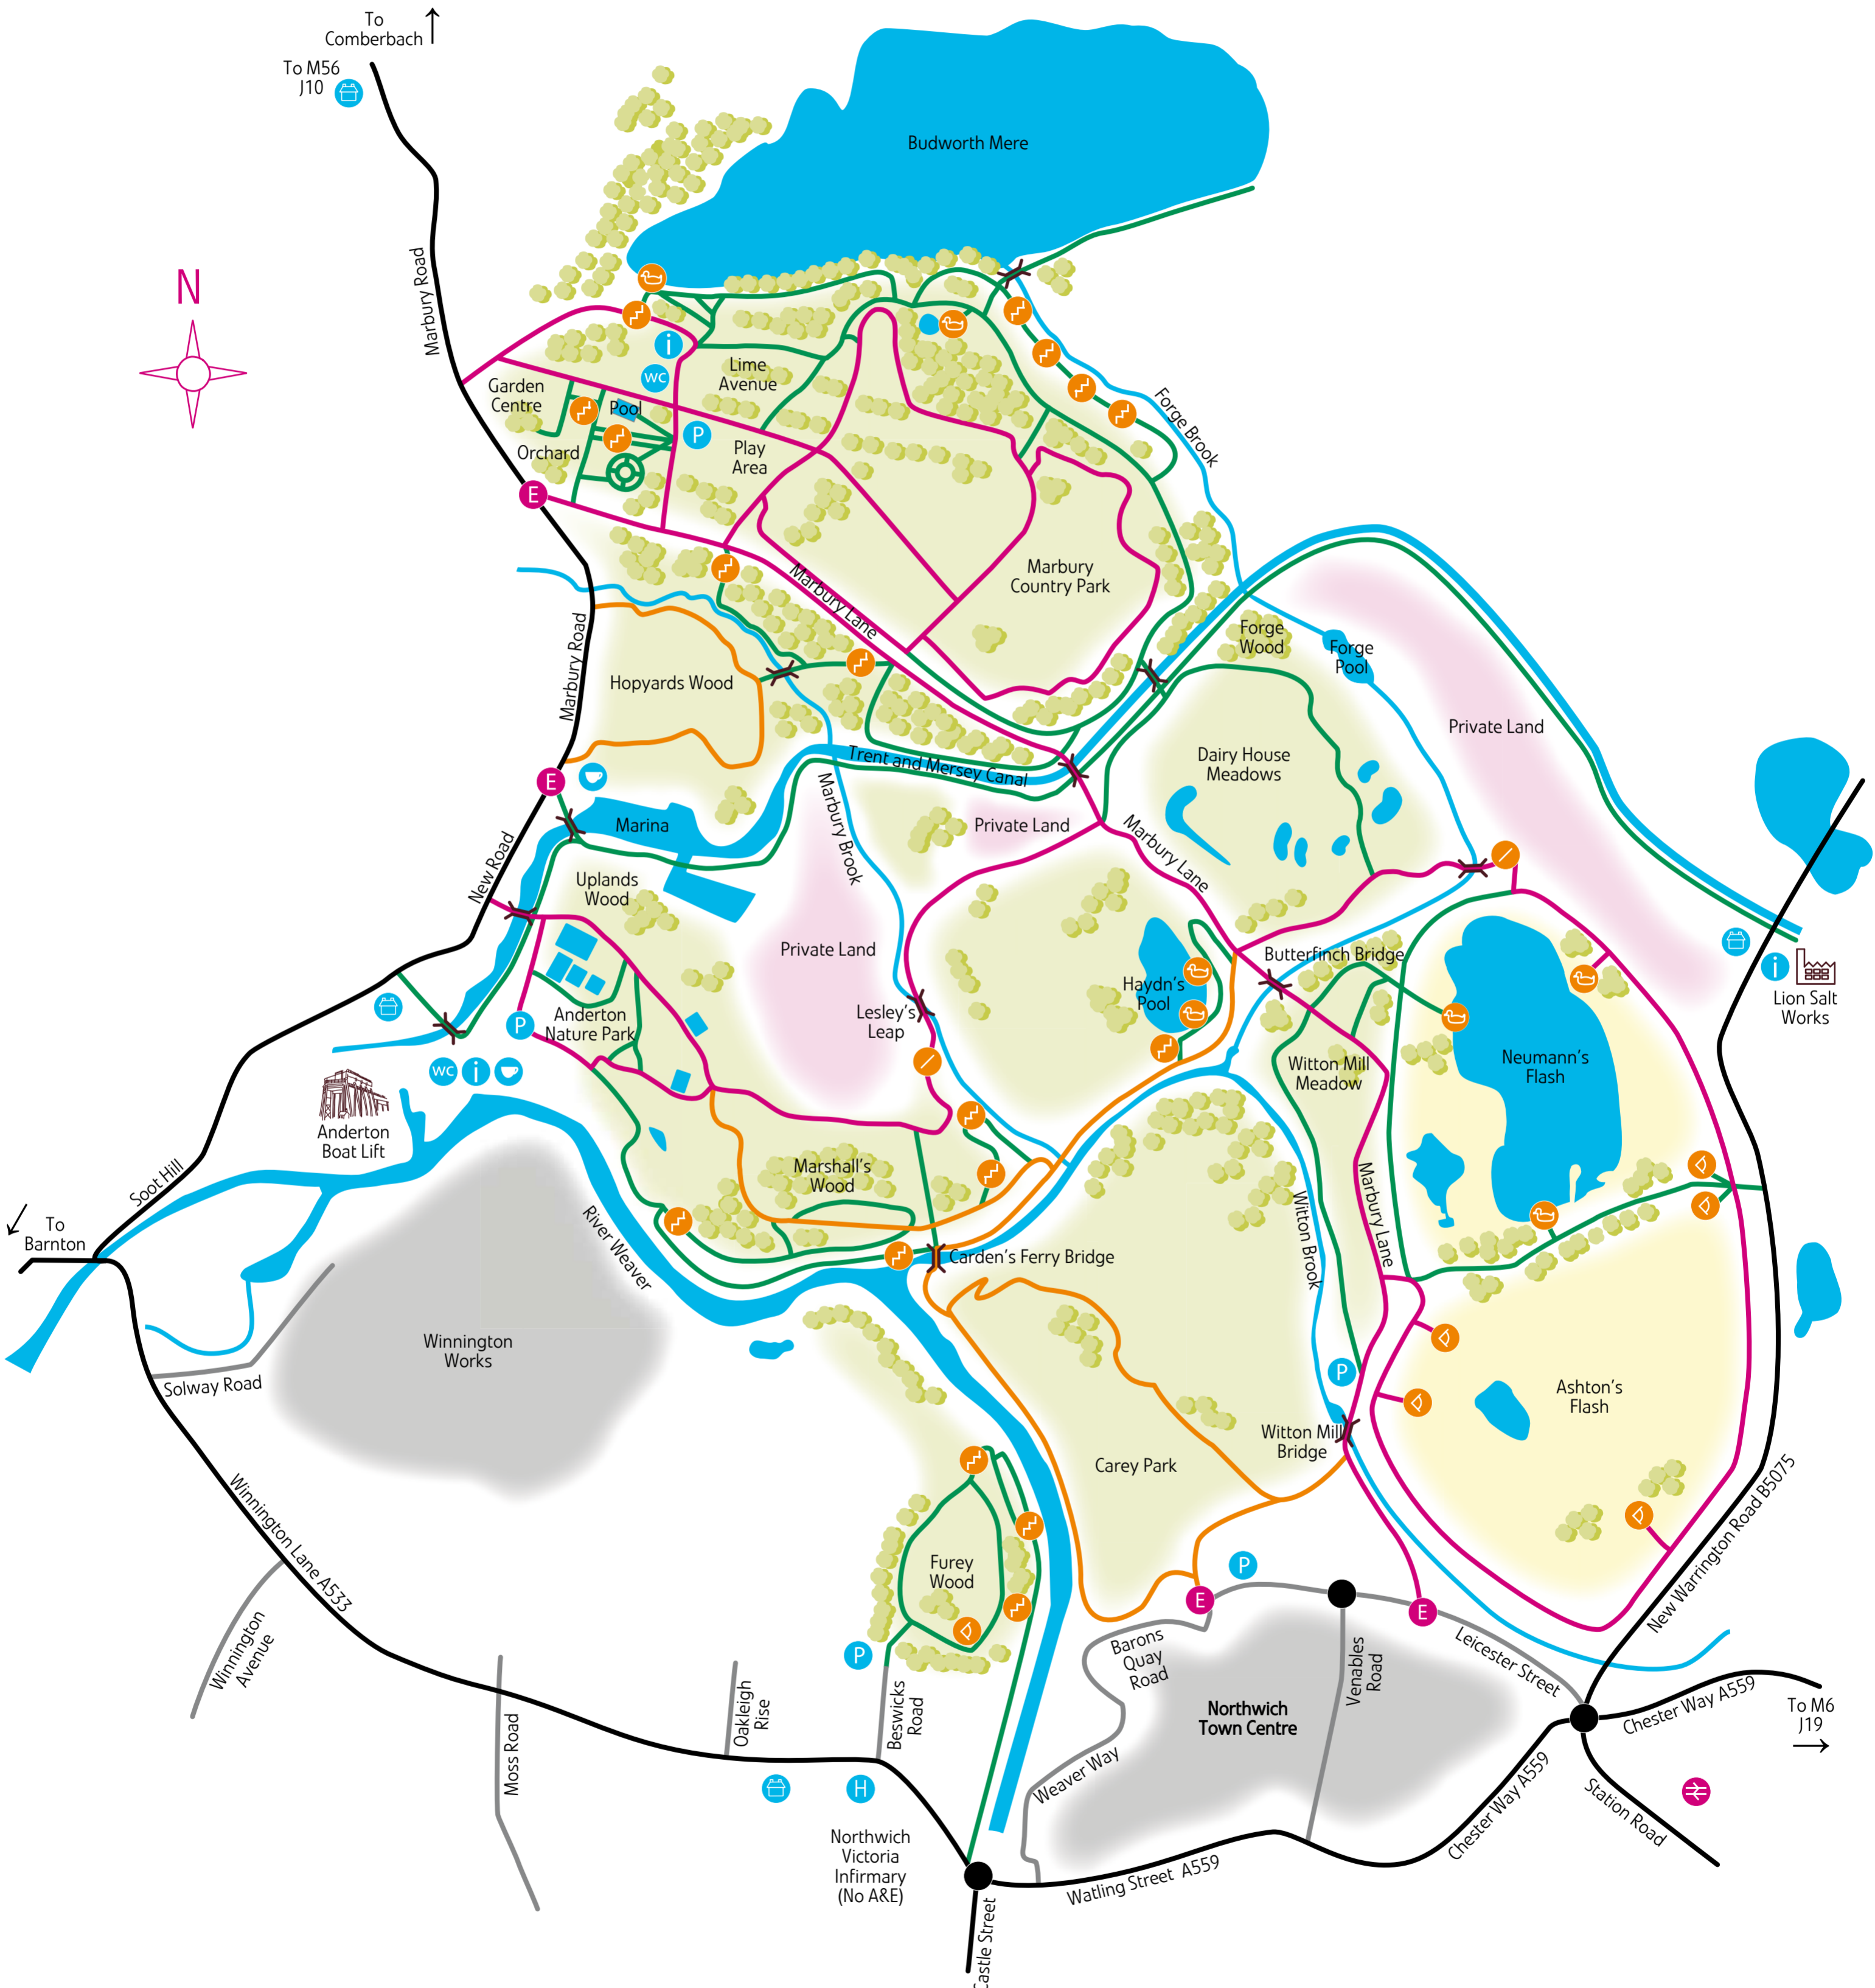 To
Comberbach
To M56
J10
Budworth Mere
Marbury Road
N
i
wc
Lime
Avenue
Garden
Centre
Pool
P
Forge Brook
Orchard
Play
Area
E
Marbury
Country Park
Marbury Lane
Marbury Road
Forge
Wood
Forge
Pool
Hopyards Wood
Private Land
Dairy House
Meadows
Trent and Mersey Canal
E
Marina
Marbury Brook
Private Land
Marbury Lane
New Road
Uplands
Wood
Private Land
Butterfinch Bridge
i
Haydn's
Pool
Lion Salt
Works
Lesley's
Leap
P
Anderton
Nature Park
Witton Mill
Meadow
Neumann's
Flash
wc
i
Anderton
Boat Lift
Marshall's
Wood
Soot Hill
Marbury Lane
Witton Brook
To
Barnton
River Weaver
Carden's Ferry Bridge
Winnington
Works
Solway Road
P
Ashton's
Flash
Witton Mill
Bridge
Carey Park
Winnington Lane A533
New Warrington Road B5075
Furey
Wood
P
E
E
Winnington
Avenue
P
Barons
Quay
Road
Venables
Road
Leicester Street
Oakleigh
Rise
Beswicks
Road
Northwich
Town Centre
Chester Way A559
To M6
J19
Moss Road
Weaver Way
H
Chester Way A559
Station Road
Northwich
Victoria
Infirmary
(No A&E)
Watling Street A559
Castle Street